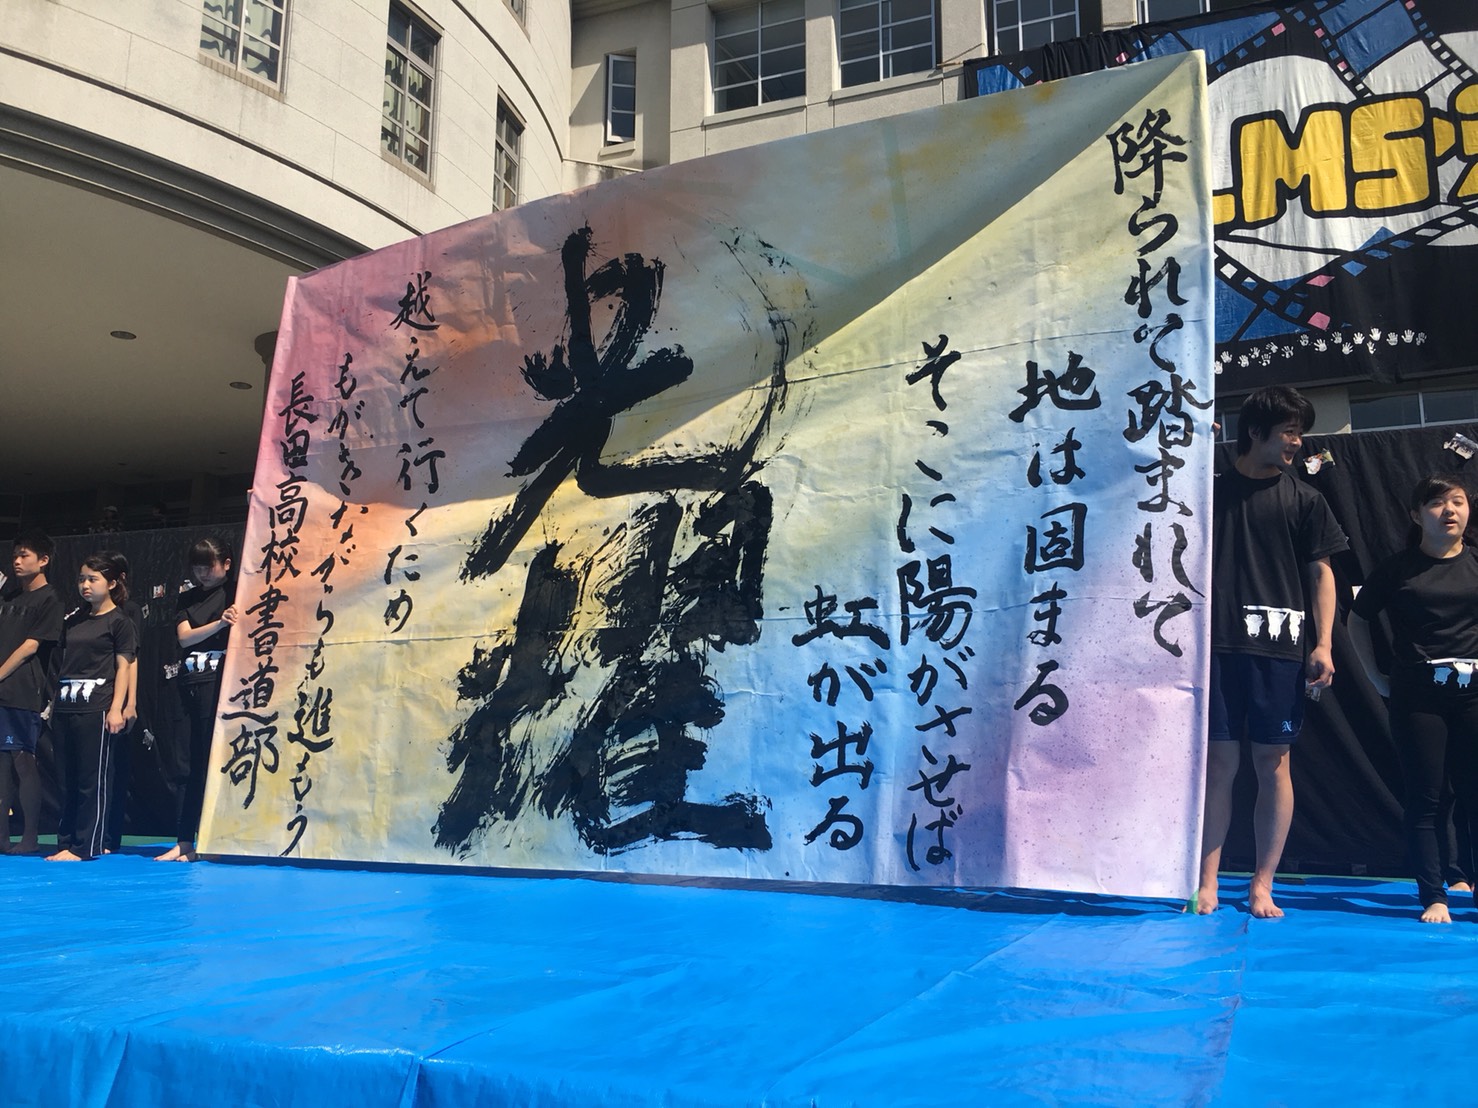 降られて踏まれて
地は固まる
そこに陽がさせば
虹が出る
耀
越えて行くため
もがきながらも進もう
長田高校書道部
LMS'